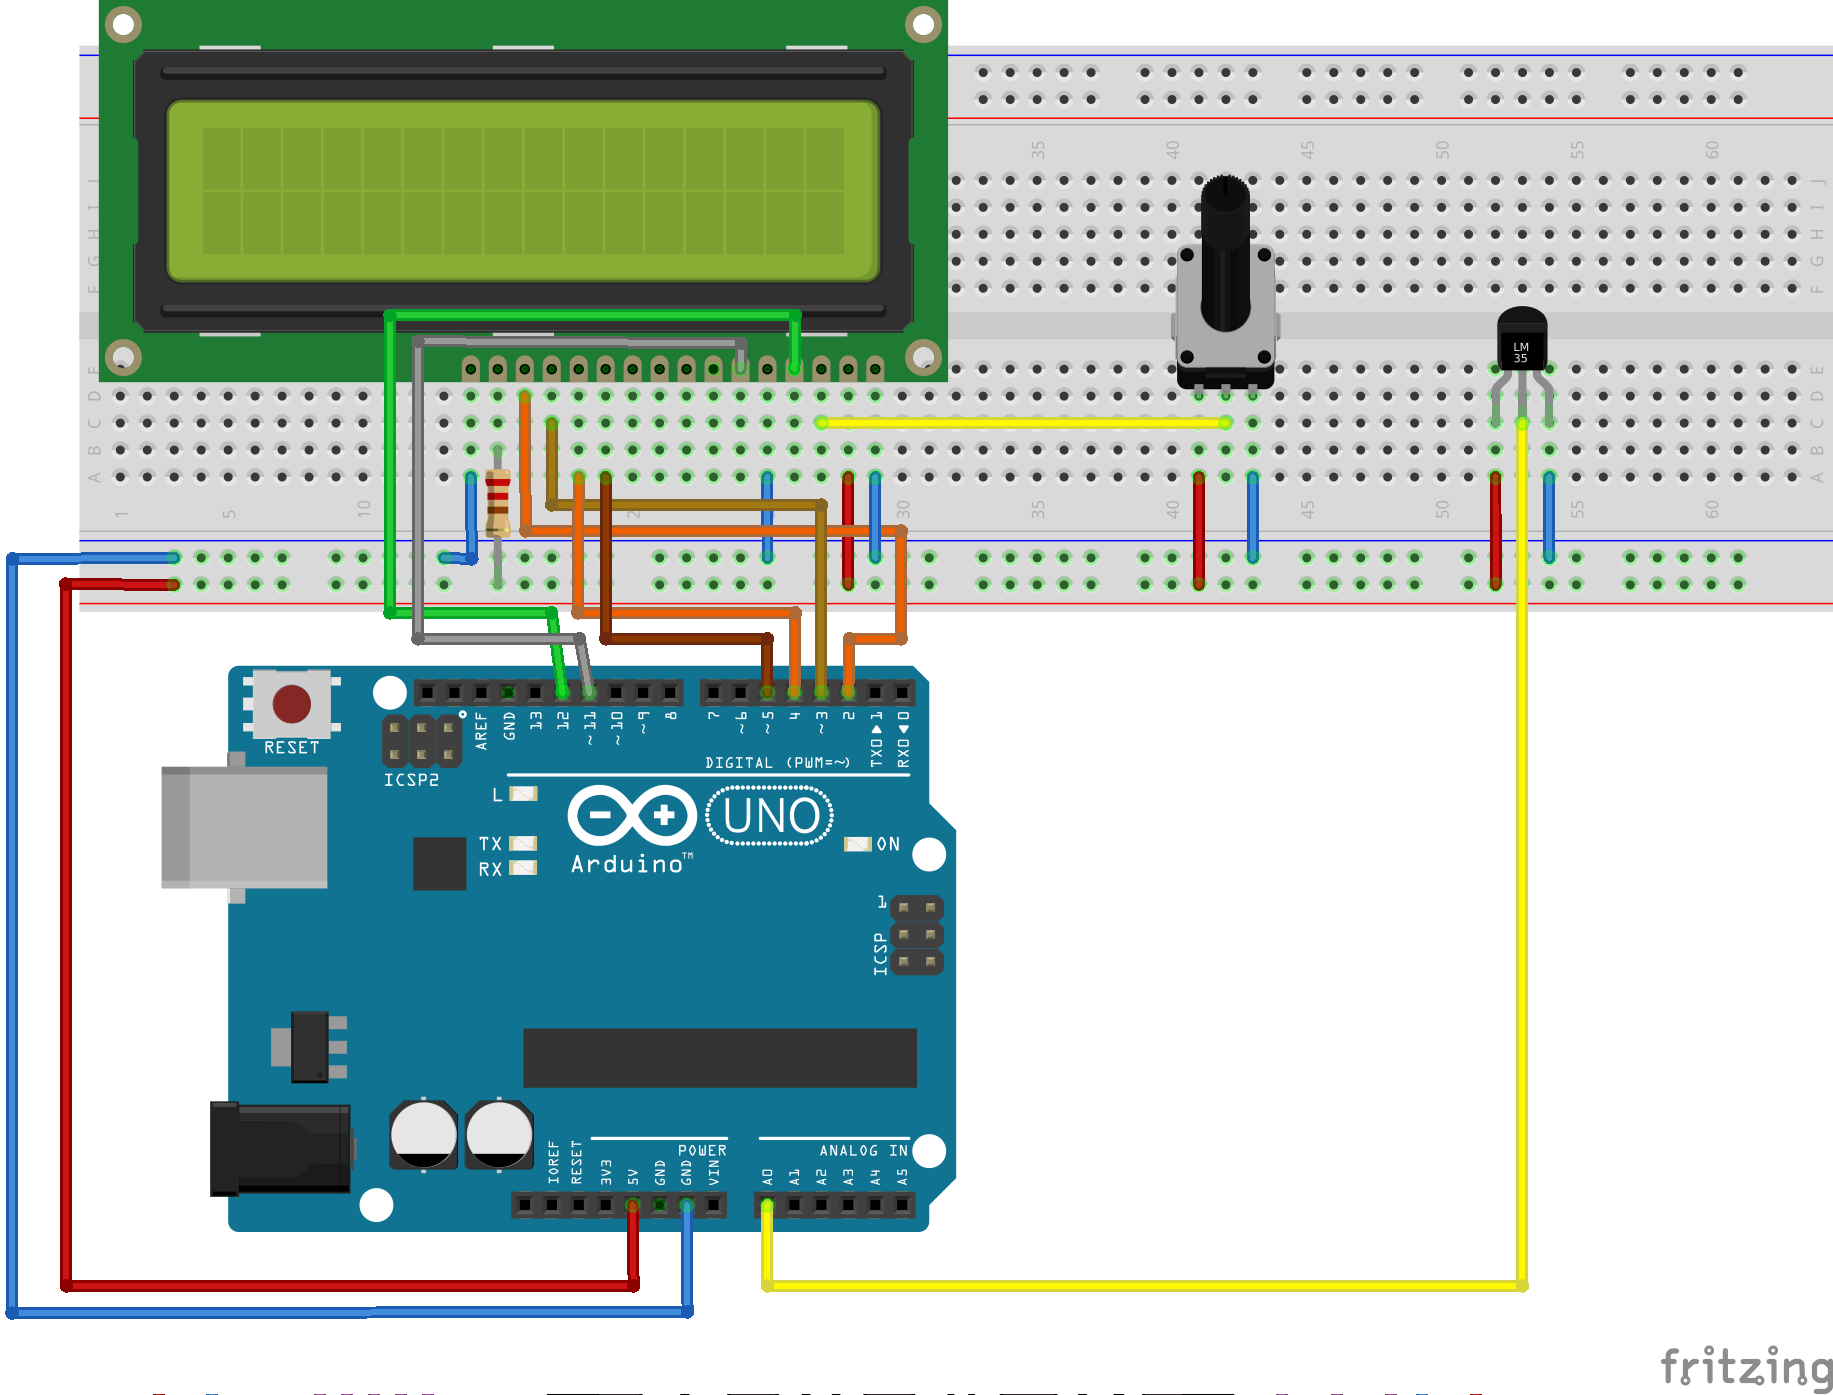 35 40 45 50 55 60
J
I
H
G
F
J
I
H
G
F
LM
35
E
D
C
B
A
D
C
B
A
1 5 10 2 30 35 40 45 50 55 60
RESET
ICSP2
AREF
GND
13
12
~11
~10
~9
8
7
~6
~5
4
~3
2
TX0▶1
RX0◀0
DIGITAL (PWM=~)
L
TX
RX
Arduino™
UNO
ON
1
ICSP
IOREF
RESET
3V3
5V
GND
GND
VIN
POWER
ANALOG IN
A0
A1
A2
A3
A4
A5
fritzing